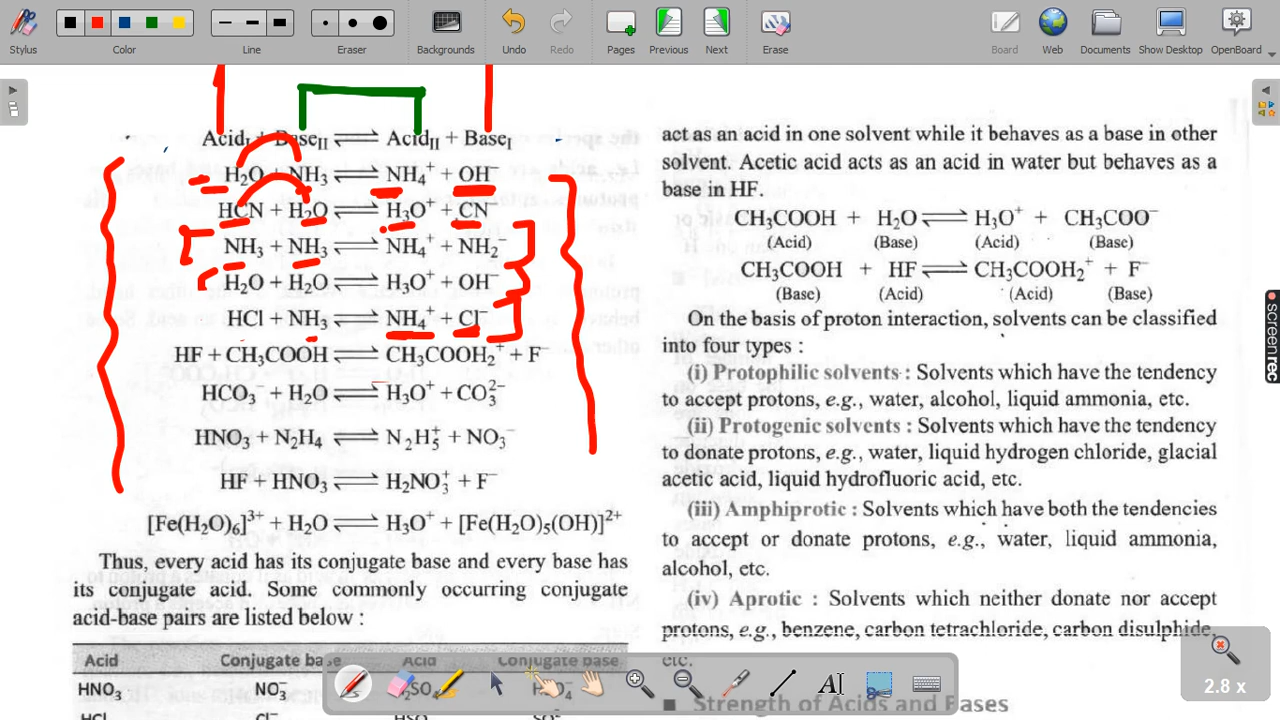 Stylus
Color
Line
Eraser
Backgrounds
Undo
Redo
Pages
Previous
Next
Erase
Board
Web
Documents
Show Desktop
OpenBoard
Acid_I + Base_II ⇌ Acid_II + Base_I
H₂O + NH₃ ⇌ NH₄⁺ + OH⁻
HCN + H₂O ⇌ H₃O⁺ + CN⁻
NH₃ + NH₃ ⇌ NH₄⁺ + NH₂⁻
H₂O + H₂O ⇌ H₃O⁺ + OH⁻
HCl + NH₃ ⇌ NH₄⁺ + Cl⁻
HF + CH₃COOH ⇌ CH₃COOH₂⁺ + F⁻
HCO₃⁻ + H₂O ⇌ H₃O⁺ + CO₃²⁻
HNO₃ + N₂H₄ ⇌ N₂H₅⁺ + NO₃⁻
HF + HNO₃ ⇌ H₂NO₃⁺ + F⁻
[Fe(H₂O)₆]³⁺ + H₂O ⇌ H₃O⁺ + [Fe(H₂O)₅(OH)]²⁺
Thus, every acid has its conjugate base and every base has
its conjugate acid. Some commonly occurring conjugate
acid-base pairs are listed below :
Acid Conjugate base Acid Conjugate base
HNO₃ NO₃⁻
HCl Cl⁻
act as an acid in one solvent while it behaves as a base in other
solvent. Acetic acid acts as an acid in water but behaves as a
base in HF.
CH₃COOH + H₂O ⇌ H₃O⁺ + CH₃COO⁻
(Acid) (Base) (Acid) (Base)
CH₃COOH + HF ⇌ CH₃COOH₂⁺ + F⁻
(Base) (Acid) (Acid) (Base)
On the basis of proton interaction, solvents can be classified
into four types :
(i) Protophilic solvents : Solvents which have the tendency
to accept protons, e.g., water, alcohol, liquid ammonia, etc.
(ii) Protogenic solvents : Solvents which have the tendency
to donate protons, e.g., water, liquid hydrogen chloride, glacial
acetic acid, liquid hydrofluoric acid, etc.
(iii) Amphiprotic : Solvents which have both the tendencies
to accept or donate protons, e.g., water, liquid ammonia,
alcohol, etc.
(iv) Aprotic : Solvents which neither donate nor accept
protons, e.g., benzene, carbon tetrachloride, carbon disulphide,
etc.
■ Strength of Acids and Bases
2.8 x
screenrec